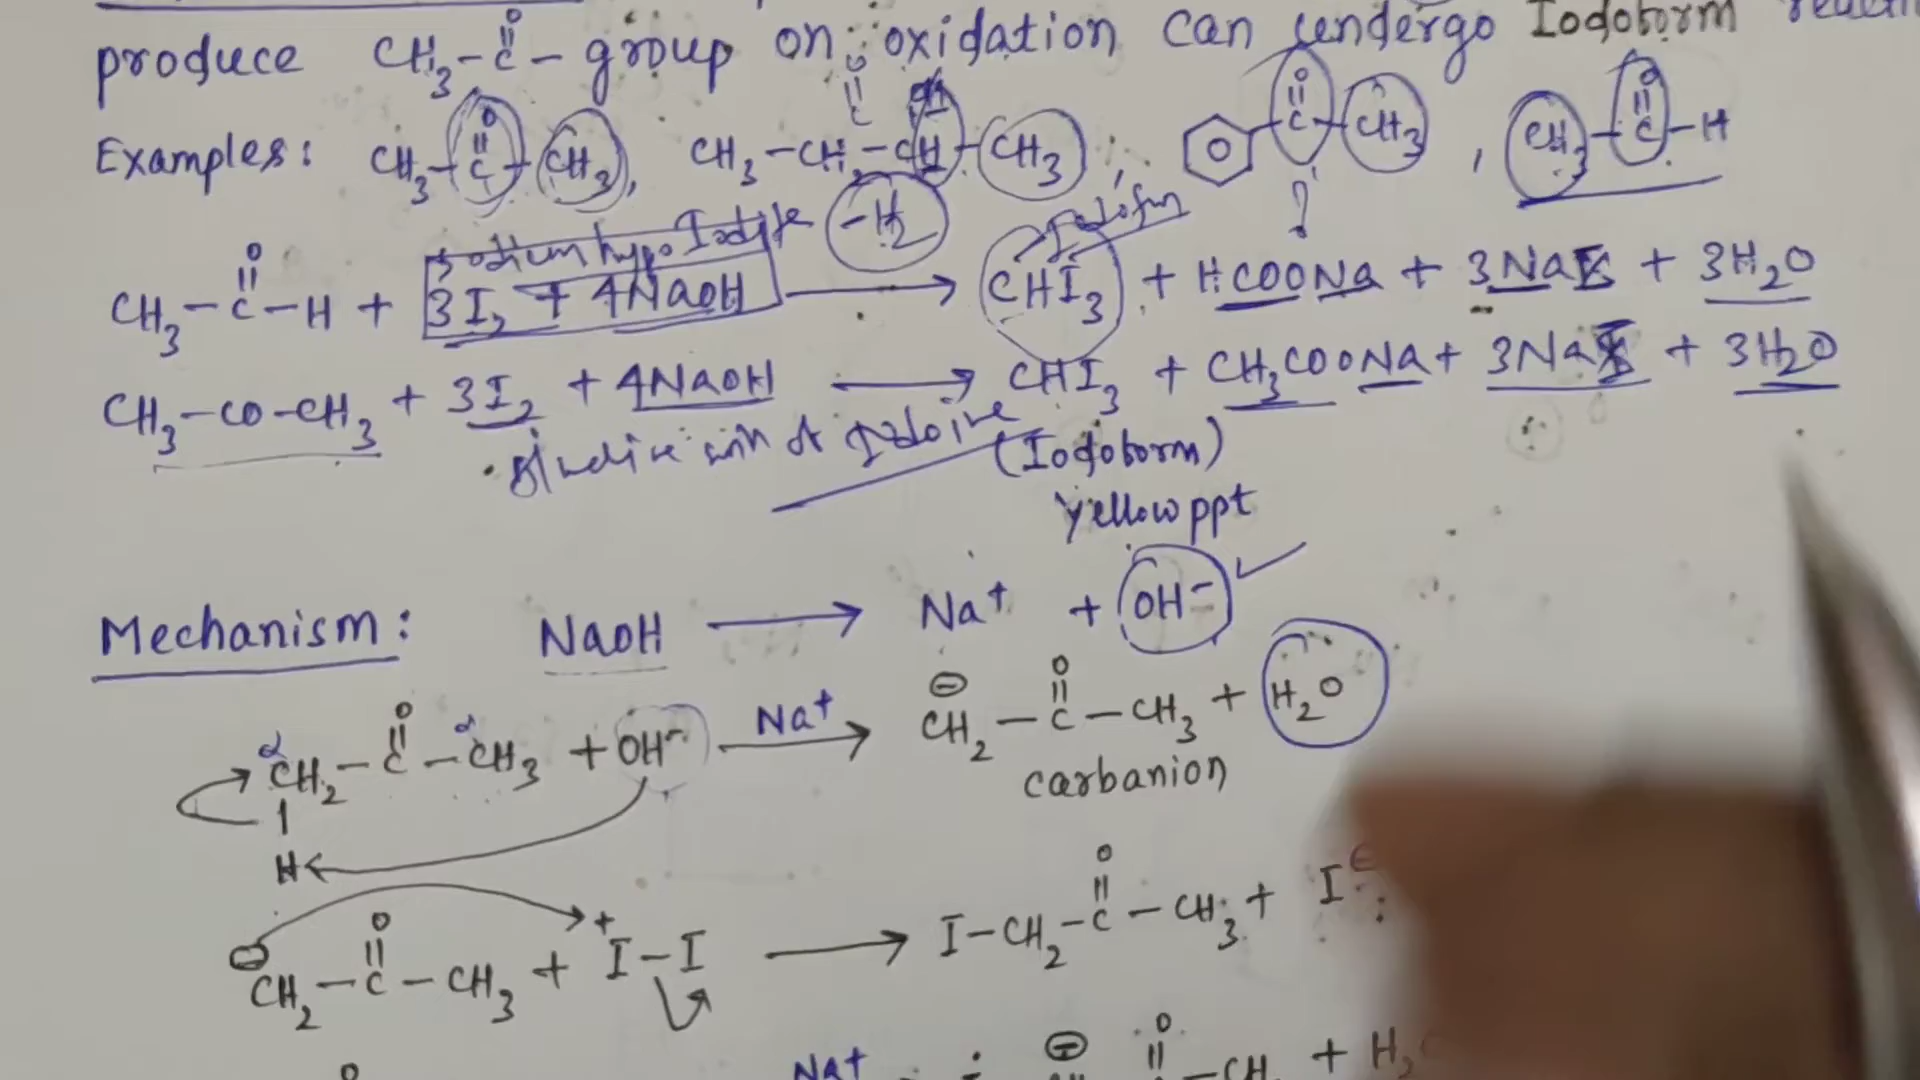 produce CH₃-C- group on oxidation can undergo Iodoform
O
||
Examples: CH₃-C-CH₃, CH₃-CH₂-CH-CH₃, C-CH₃, CH₃-C-H
O
||
-H₂
Sodium hypo
CH₃-C-H + 3I₂ + 4NaOH → CHI₃ + HCOONa + 3NaI + 3H₂O
O
||
CH₃-CO-CH₃ + 3I₂ + 4NaOH → CHI₃ + CH₃COONa + 3NaI + 3H₂O
(Iodoform)
yellow ppt
Mechanism: NaOH → Na⁺ + OH⁻
α CH₂-C-CH₃ α + OH⁻ Na⁺ → ⊖ CH₂-C-CH₃ + H₂O
O
||
H
carbanion
⊖ CH₂-C-CH₃ + I⁺-I → I-CH₂-C-CH₃ + I
O
||
O Na⁺ ⊖ O
|| -CH + H